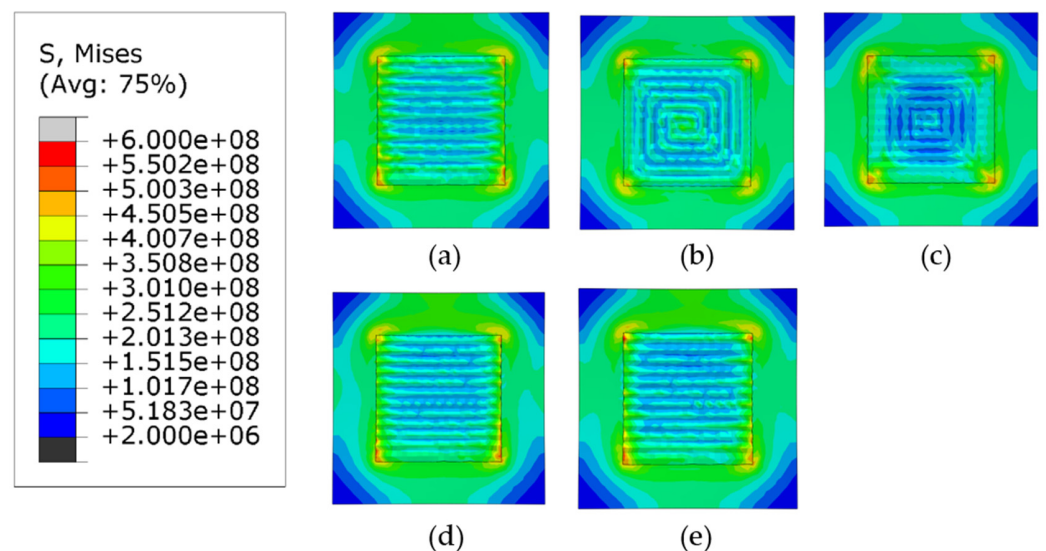 S, Mises
(Avg: 75%)
+6.000e+08
+5.502e+08
+5.003e+08
+4.505e+08
+4.007e+08
+3.508e+08
+3.010e+08
+2.512e+08
+2.013e+08
+1.515e+08
+1.017e+08
+5.183e+07
+2.000e+06
(a)
(b)
(c)
(d)
(e)